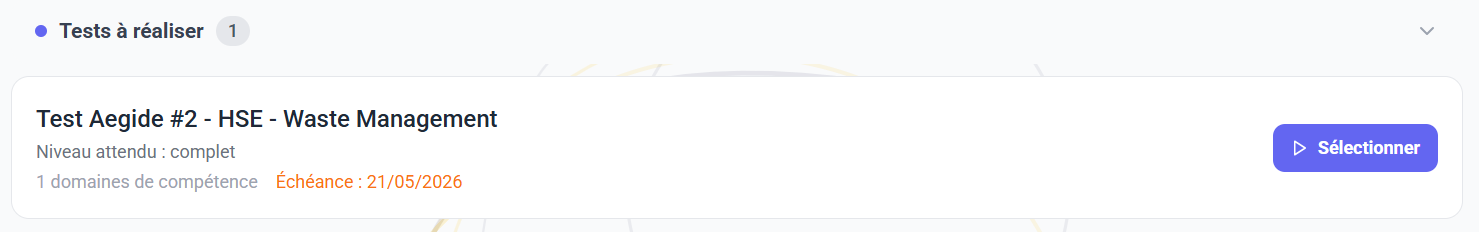 Tests à réaliser 1
Test Aegide #2 - HSE - Waste Management
Niveau attendu : complet
1 domaines de compétence Échéance : 21/05/2026
Sélectionner